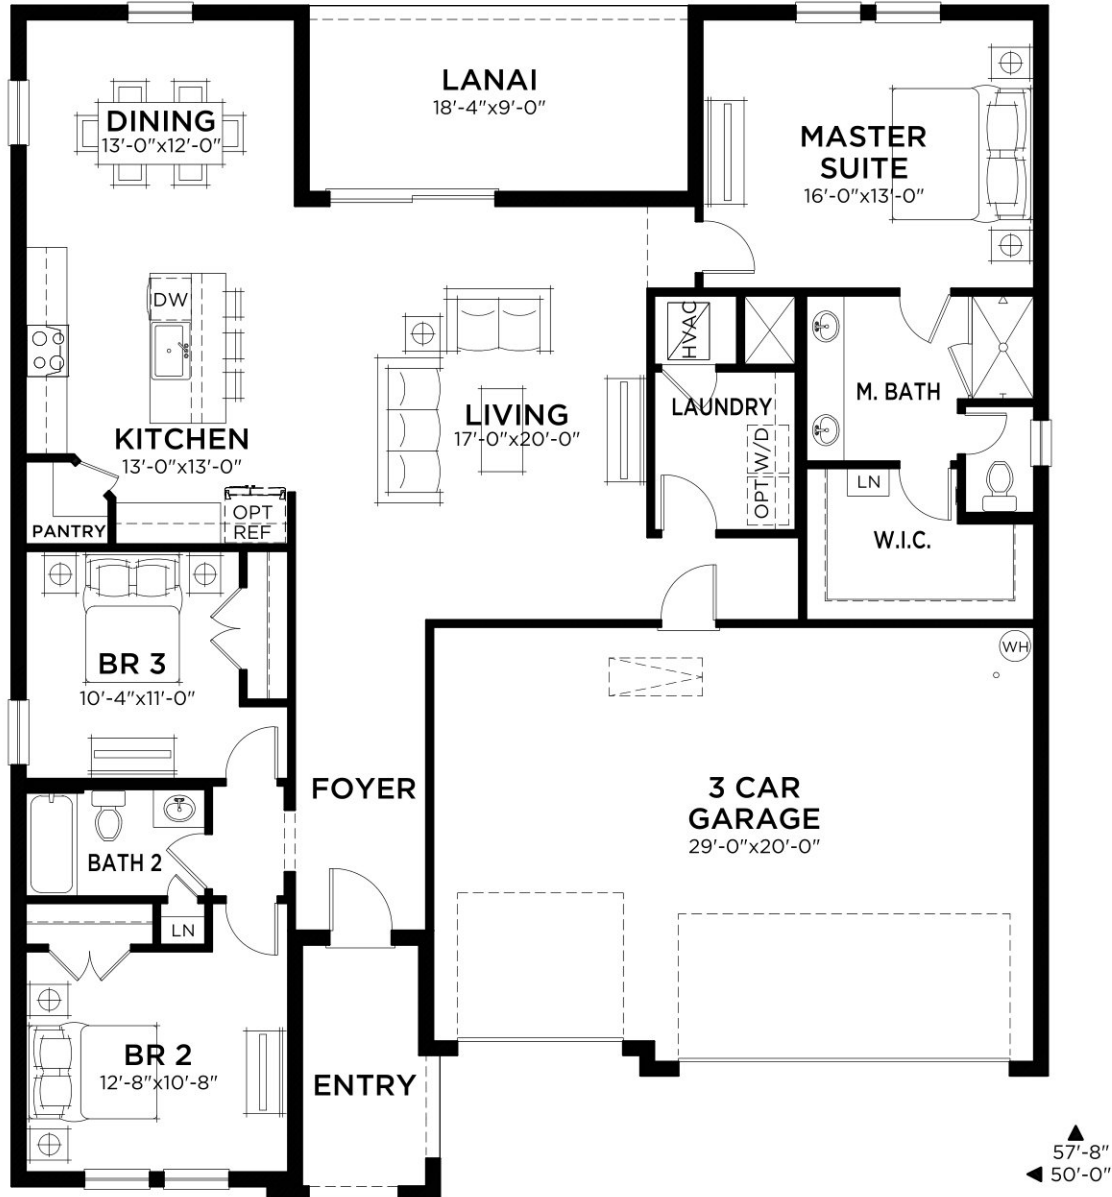 LANAI
18'-4"x9'-0"
DINING
13'-0"x12'-0"
MASTER
SUITE
16'-0"x13'-0"
DW
HVAC
KITCHEN
13'-0"x13'-0"
LIVING
17'-0"x20'-0"
LAUNDRY
M. BATH
OPT W/D
LN
OPT
REF
PANTRY
W.I.C.
BR 3
10'-4"x11'-0"
WH
FOYER
3 CAR
GARAGE
29'-0"x20'-0"
BATH 2
LN
BR 2
12'-8"x10'-8"
ENTRY
57'-8"
50'-0"